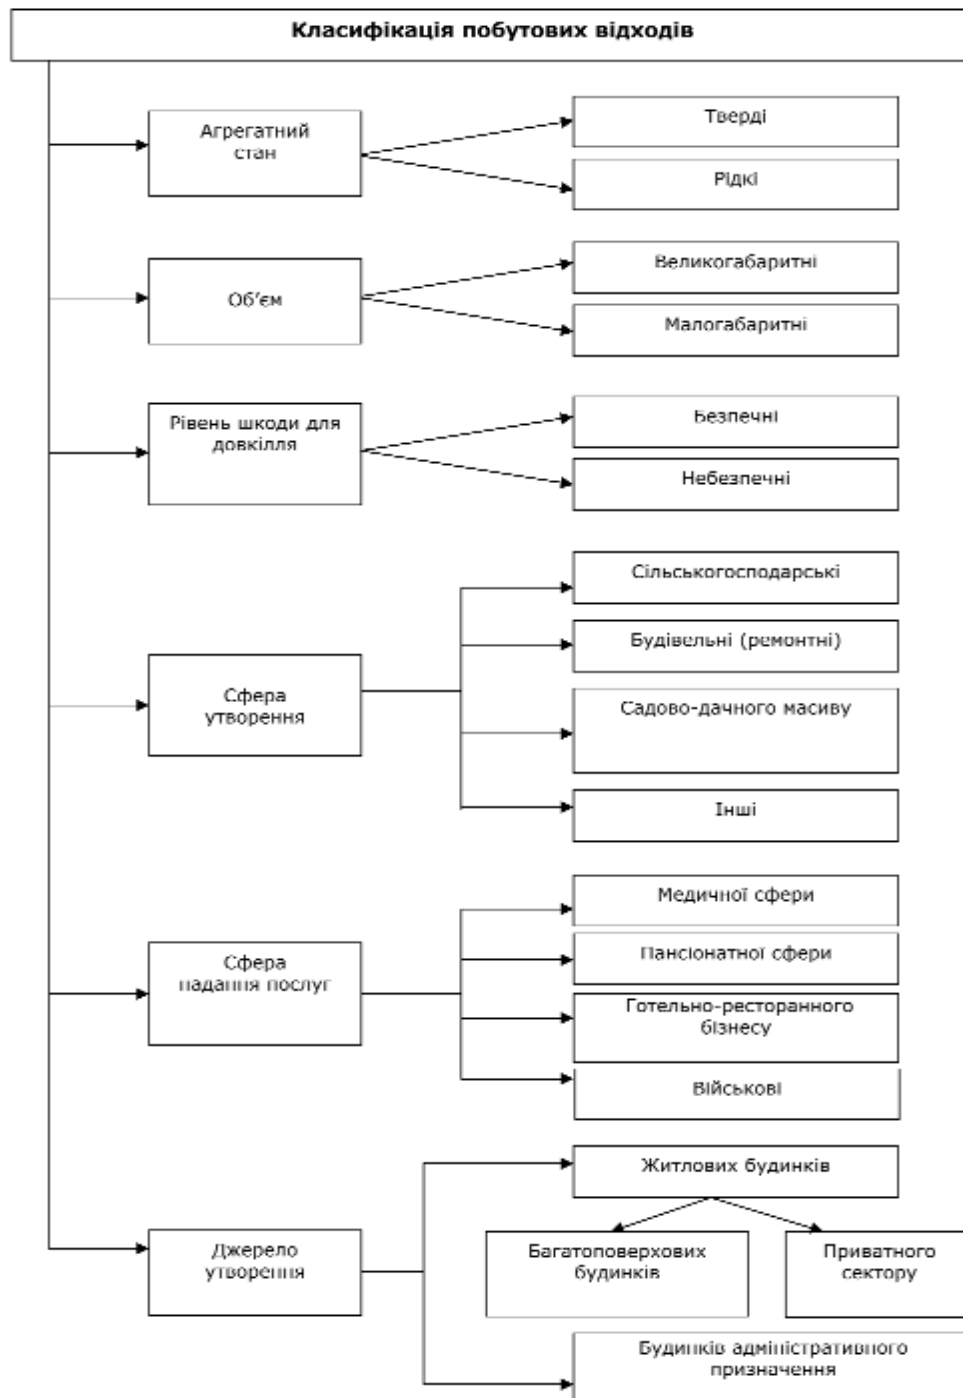 Класифікація побутових відходів
Агрегатний
стан
Тверді
Рідкі
Об'єм
Великогабаритні
Малогабаритні
Рівень шкоди для
довкілля
Безпечні
Небезпечні
Сфера
утворення
Сільськогосподарські
Будівельні (ремонтні)
Садово-дачного масиву
Інші
Сфера
надання послуг
Медичної сфери
Пансіонатної сфери
Готельно-ресторанного
бізнесу
Військові
Джерело
утворення
Житлових будинків
Багатоповерхових
будинків
Приватного
сектору
Будинків адміністративного
призначення